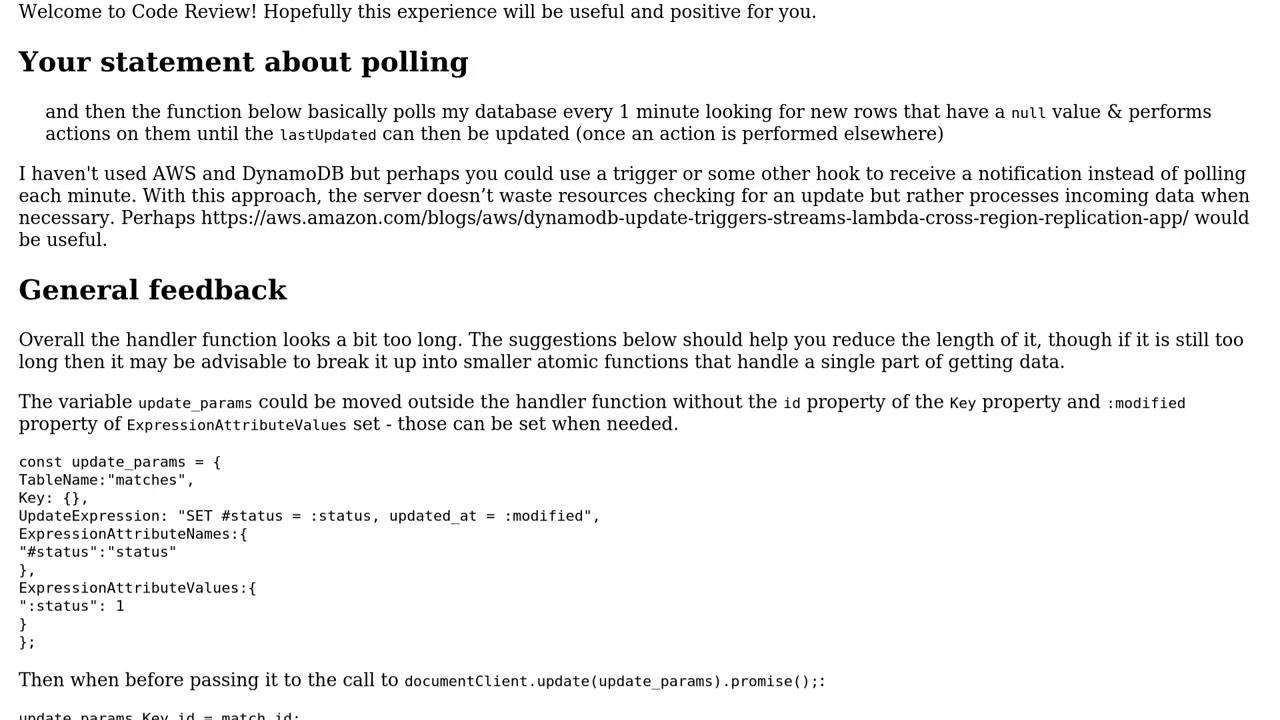 Welcome to Code Review! Hopefully this experience will be useful and positive for you.
Your statement about polling
and then the function below basically polls my database every 1 minute looking for new rows that have a null value & performs
actions on them until the lastUpdated can then be updated (once an action is performed elsewhere)
I haven't used AWS and DynamoDB but perhaps you could use a trigger or some other hook to receive a notification instead of polling
each minute. With this approach, the server doesn’t waste resources checking for an update but rather processes incoming data when
necessary. Perhaps https://aws.amazon.com/blogs/aws/dynamodb-update-triggers-streams-lambda-cross-region-replication-app/ would
be useful.
General feedback
Overall the handler function looks a bit too long. The suggestions below should help you reduce the length of it, though if it is still too
long then it may be advisable to break it up into smaller atomic functions that handle a single part of getting data.
The variable update_params could be moved outside the handler function without the id property of the Key property and :modified
property of ExpressionAttributeValues set - those can be set when needed.
const update_params = {
TableName:"matches",
Key: {},
UpdateExpression: "SET #status = :status, updated_at = :modified",
ExpressionAttributeNames:{
"#status":"status"
},
ExpressionAttributeValues:{
":status": 1
}
};
Then when before passing it to the call to documentClient.update(update_params).promise();:
update_params.Key.id = match.id;